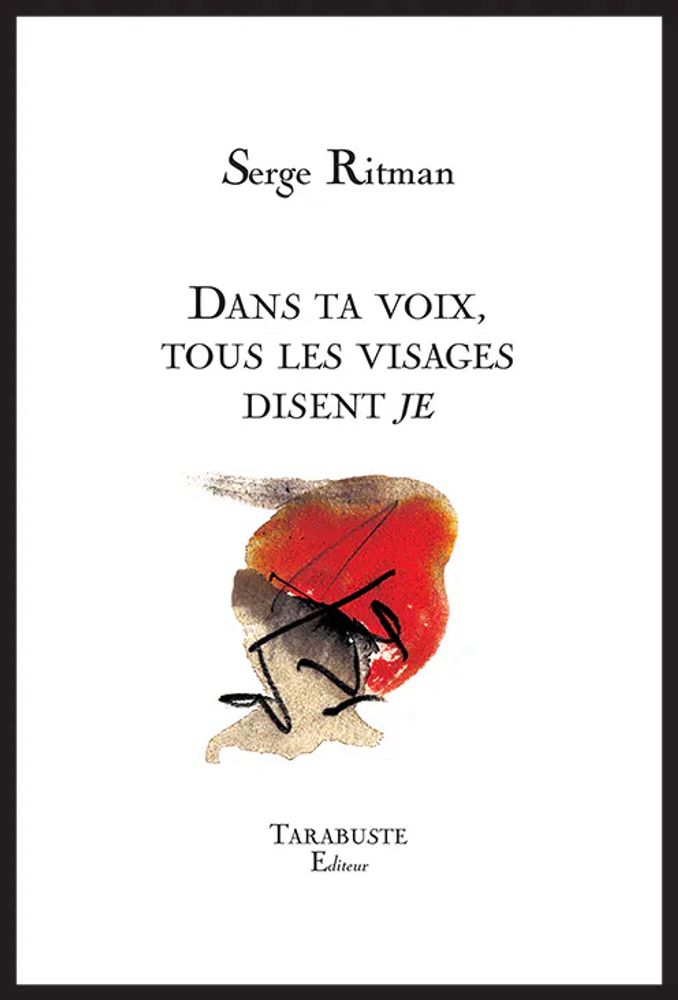 Serge Ritman
DANS TA VOIX,
TOUS LES VISAGES
DISENT JE
TARABUSTE
Editeur